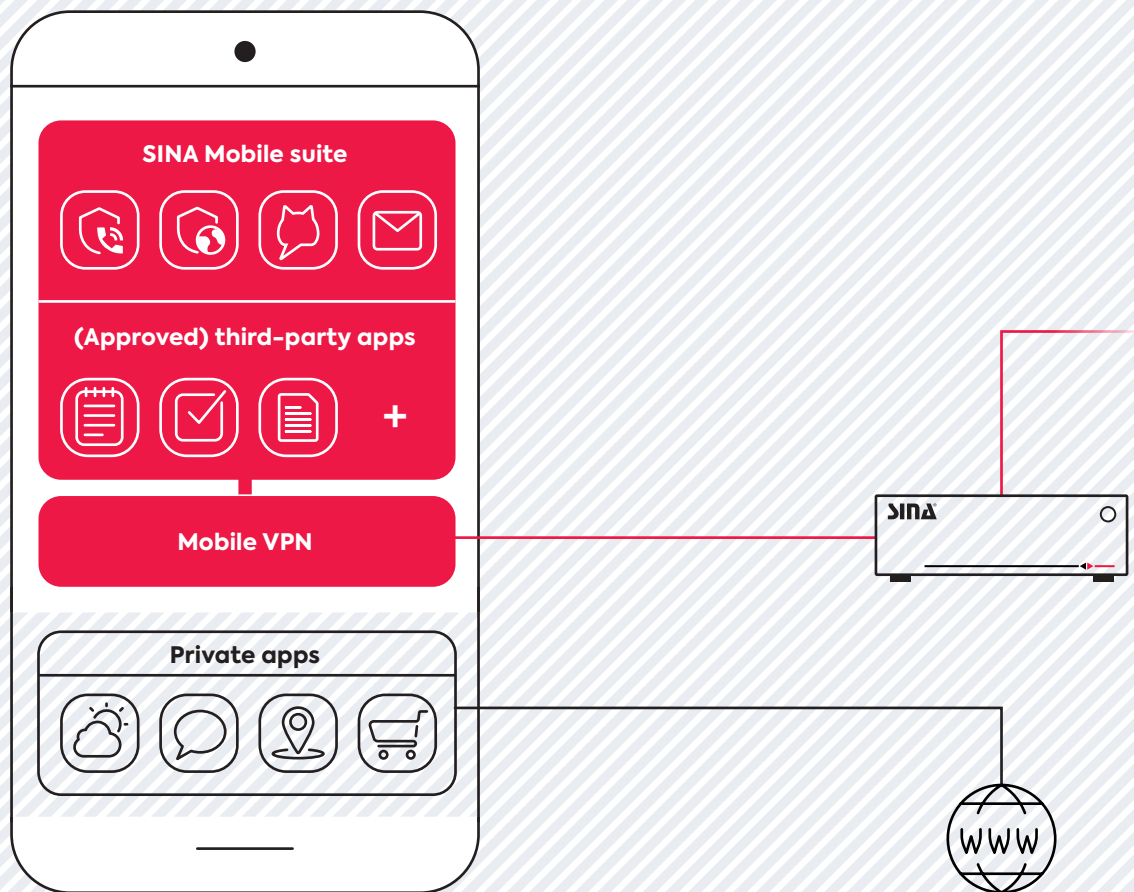 SINA Mobile suite
(Approved) third-party apps
+
Mobile VPN
SINA
Private apps
WWW